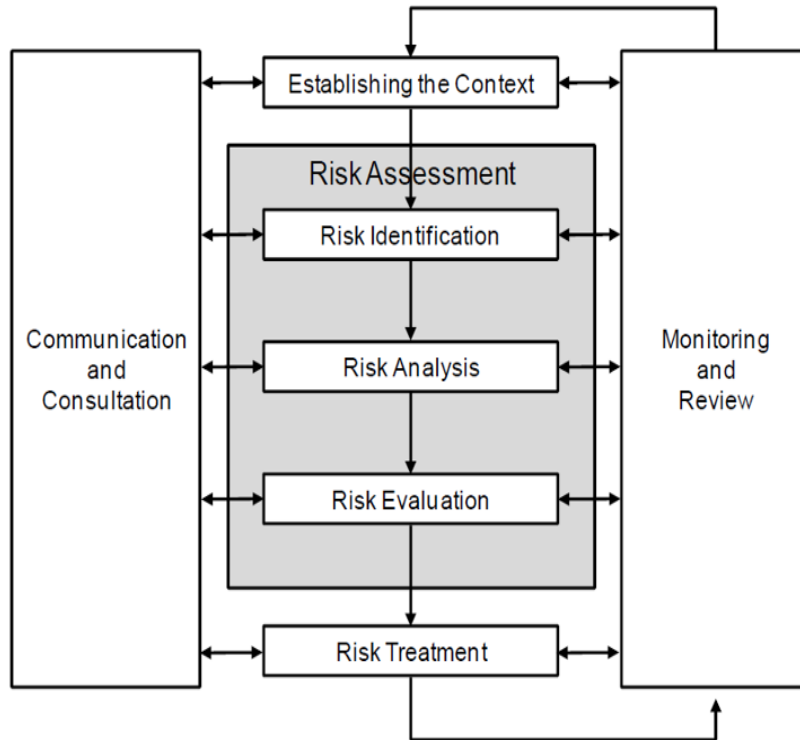 Establishing the Context
Risk Assessment
Risk Identification
Communication
and
Consultation
Risk Analysis
Monitoring
and
Review
Risk Evaluation
Risk Treatment